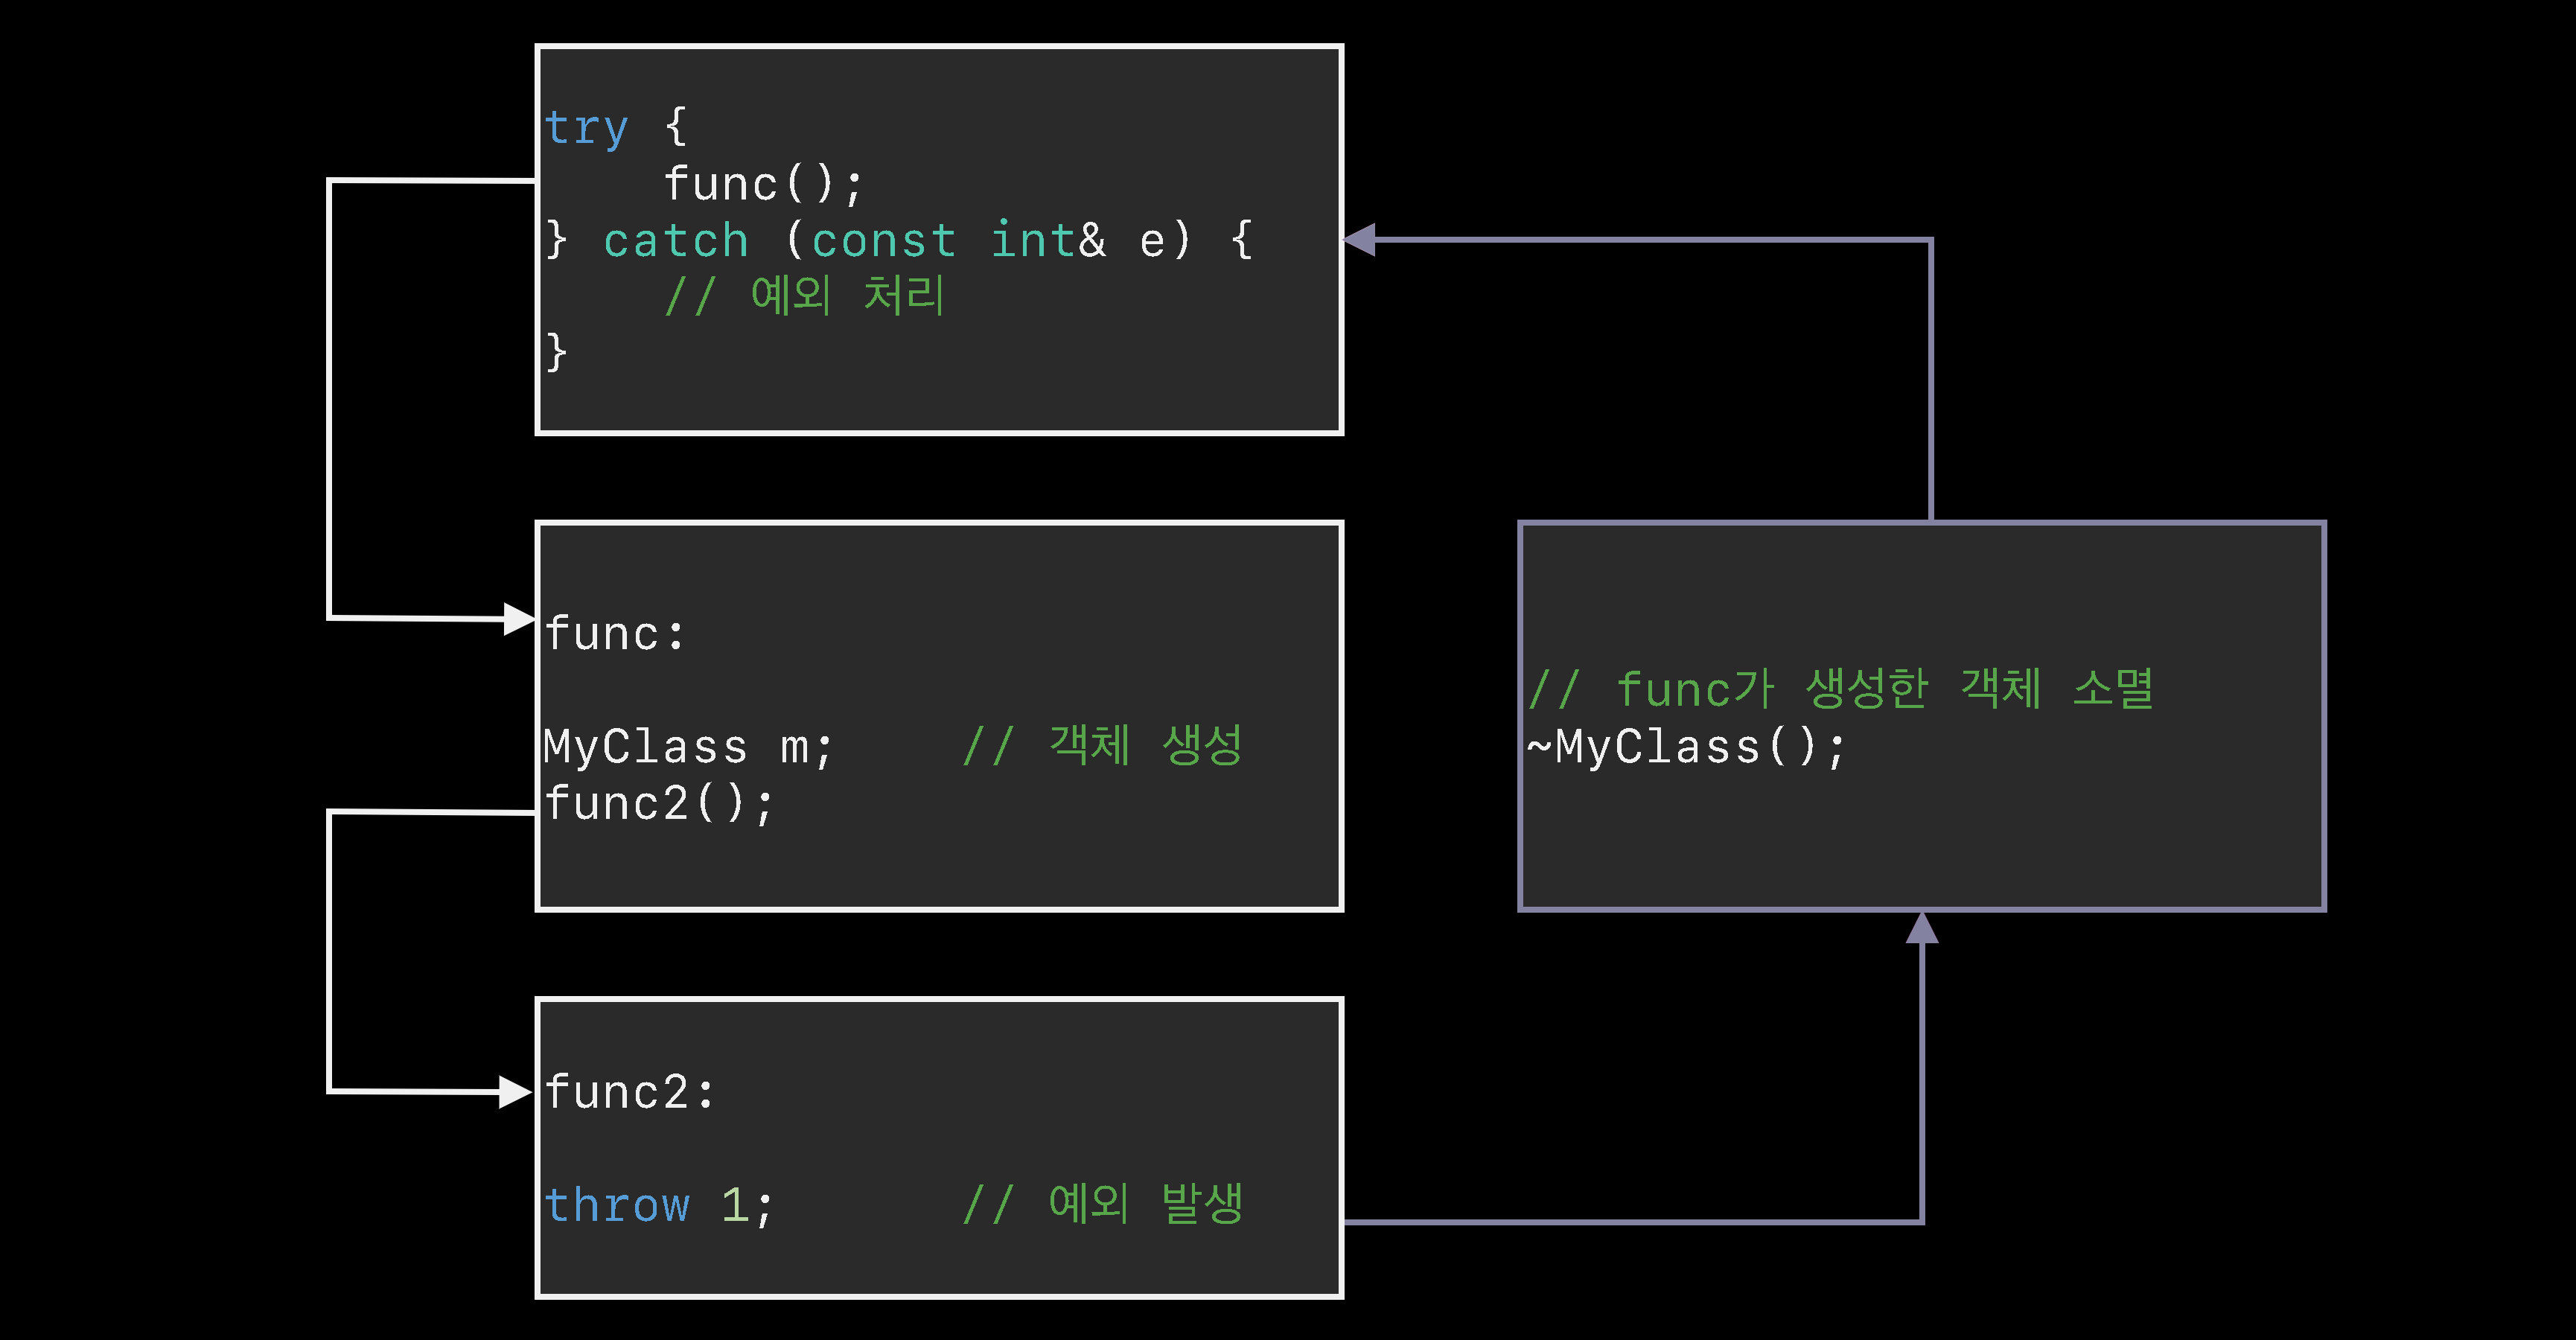 try {
    func();
} catch (const int& e) {
    // 예외 처리
}
func:
MyClass m;     // 객체 생성
func2();
// func가 생성한 객체 소멸
~MyClass();
func2:
throw 1;       // 예외 발생